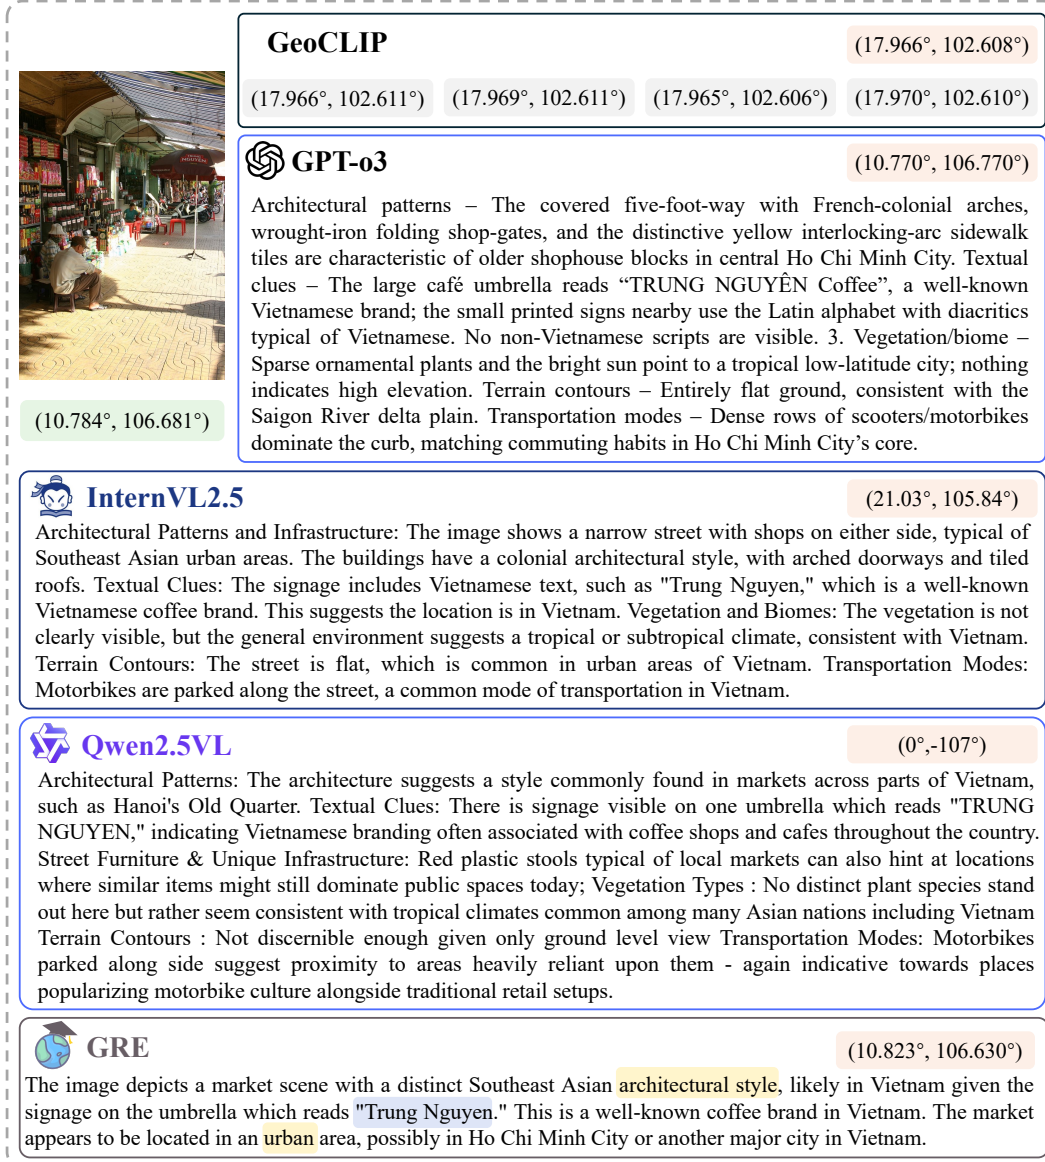 GeoCLIP
(17.966°, 102.608°)
(17.966°, 102.611°)
(17.969°, 102.611°)
(17.965°, 102.606°)
(17.970°, 102.610°)
TRUNG
NGUYEN
(10.784°, 106.681°)
GPT-o3
(10.770°, 106.770°)
Architectural patterns – The covered five-foot-way with French-colonial arches,
wrought-iron folding shop-gates, and the distinctive yellow interlocking-arc sidewalk
tiles are characteristic of older shophouse blocks in central Ho Chi Minh City. Textual
clues – The large café umbrella reads “TRUNG NGUYÊN Coffee”, a well-known
Vietnamese brand; the small printed signs nearby use the Latin alphabet with diacritics
typical of Vietnamese. No non-Vietnamese scripts are visible. 3. Vegetation/biome –
Sparse ornamental plants and the bright sun point to a tropical low-latitude city; nothing
indicates high elevation. Terrain contours – Entirely flat ground, consistent with the
Saigon River delta plain. Transportation modes – Dense rows of scooters/motorbikes
dominate the curb, matching commuting habits in Ho Chi Minh City’s core.
InternVL2.5
(21.03°, 105.84°)
Architectural Patterns and Infrastructure: The image shows a narrow street with shops on either side, typical of
Southeast Asian urban areas. The buildings have a colonial architectural style, with arched doorways and tiled
roofs. Textual Clues: The signage includes Vietnamese text, such as "Trung Nguyen," which is a well-known
Vietnamese coffee brand. This suggests the location is in Vietnam. Vegetation and Biomes: The vegetation is not
clearly visible, but the general environment suggests a tropical or subtropical climate, consistent with Vietnam.
Terrain Contours: The street is flat, which is common in urban areas of Vietnam. Transportation Modes:
Motorbikes are parked along the street, a common mode of transportation in Vietnam.
Qwen2.5VL
(0°,-107°)
Architectural Patterns: The architecture suggests a style commonly found in markets across parts of Vietnam,
such as Hanoi's Old Quarter. Textual Clues: There is signage visible on one umbrella which reads "TRUNG
NGUYEN," indicating Vietnamese branding often associated with coffee shops and cafes throughout the country.
Street Furniture & Unique Infrastructure: Red plastic stools typical of local markets can also hint at locations
where similar items might still dominate public spaces today; Vegetation Types : No distinct plant species stand
out here but rather seem consistent with tropical climates common among many Asian nations including Vietnam
Terrain Contours : Not discernible enough given only ground level view Transportation Modes: Motorbikes
parked along side suggest proximity to areas heavily reliant upon them - again indicative towards places
popularizing motorbike culture alongside traditional retail setups.
GRE
(10.823°, 106.630°)
The image depicts a market scene with a distinct Southeast Asian architectural style, likely in Vietnam given the
signage on the umbrella which reads "Trung Nguyen." This is a well-known coffee brand in Vietnam. The market
appears to be located in an urban area, possibly in Ho Chi Minh City or another major city in Vietnam.